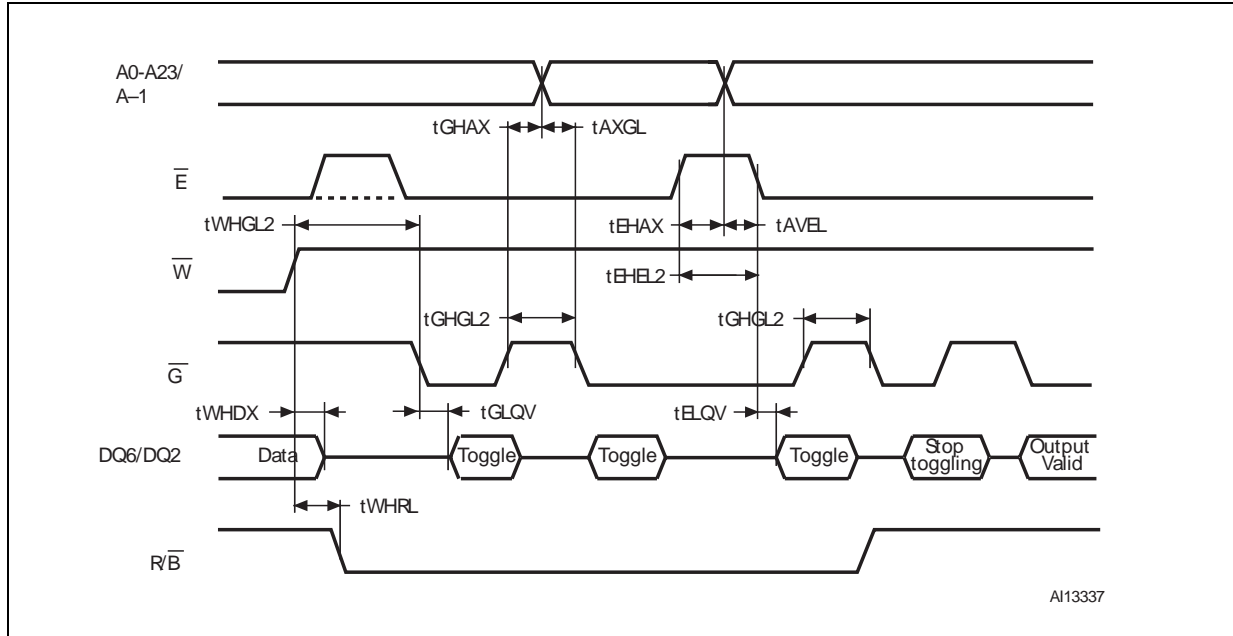 A0-A23/
A–1
tGHAX
tAXGL
E
tWHGL2
tEHAX
tAVEL
W
tEHEL2
tGHGL2
tGHGL2
G
tWHDX
tGLQV
tELQV
DQ6/DQ2
Data
Toggle
Toggle
Toggle
Stop
toggling
Output
Valid
tWHRL
R/B
AI13337